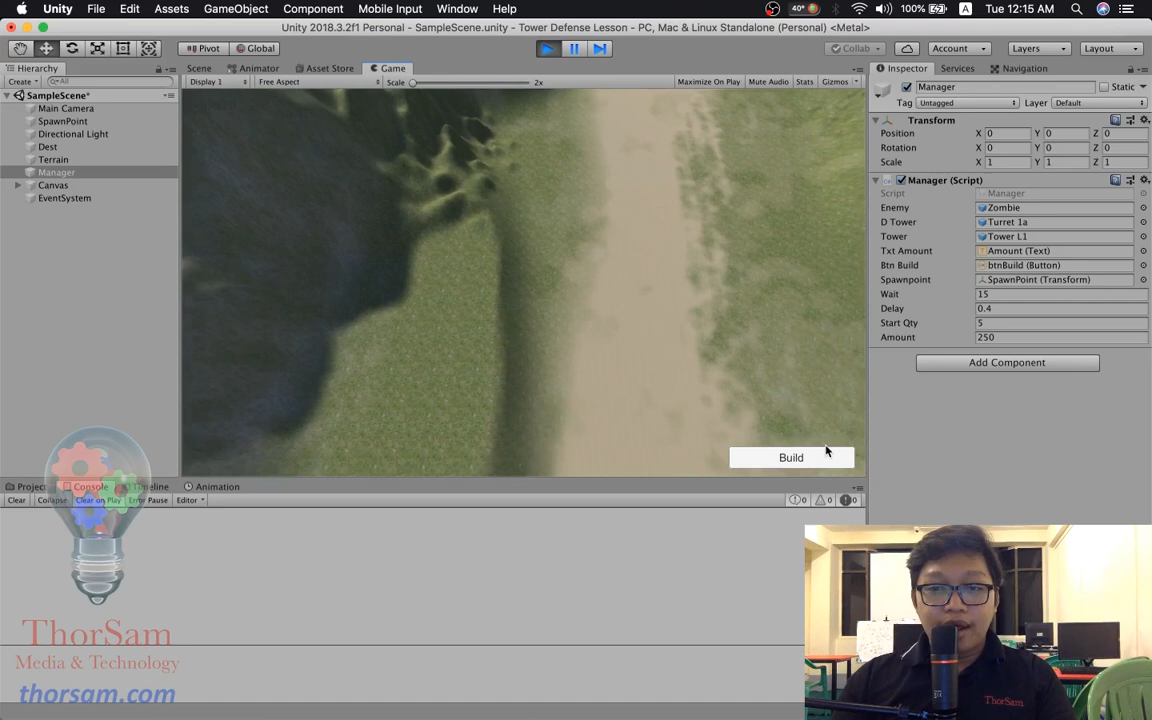 Unity File Edit Assets GameObject Component Mobile Input Window Help 40° 100% A Tue 12:15 AM
Unity 2018.3.2f1 Personal - SampleScene.unity - Tower Defense Lesson - PC, Mac & Linux Standalone (Personal) <Metal>
Pivot Global Collab Account Layers Layout
Hierarchy Scene Animator Asset Store Game Inspector Services Navigation
Create All Display 1 Free Aspect Scale 2x Maximize On Play Mute Audio Stats Gizmos
Manager Static
Tag Untagged Layer Default
SampleScene*
Main Camera
SpawnPoint
Directional Light
Dest
Terrain
Manager
Canvas
EventSystem
Transform
Position X 0 Y 0 Z 0
Rotation X 0 Y 0 Z 0
Scale X 1 Y 1 Z 1
Manager (Script)
Script Manager
Enemy Zombie
D Tower Turret 1a
Tower Tower L1
Txt Amount Amount (Text)
Btn Build btnBuild (Button)
Spawnpoint SpawnPoint (Transform)
Wait 15
Delay 0.4
Start Qty 5
Amount 250
Add Component
Build
Project Console Timeline Animation
Clear Collapse Clear on Play Error Pause Editor 0 0 0
ThorSam
Media & Technology
thorsam.com
ThorSam